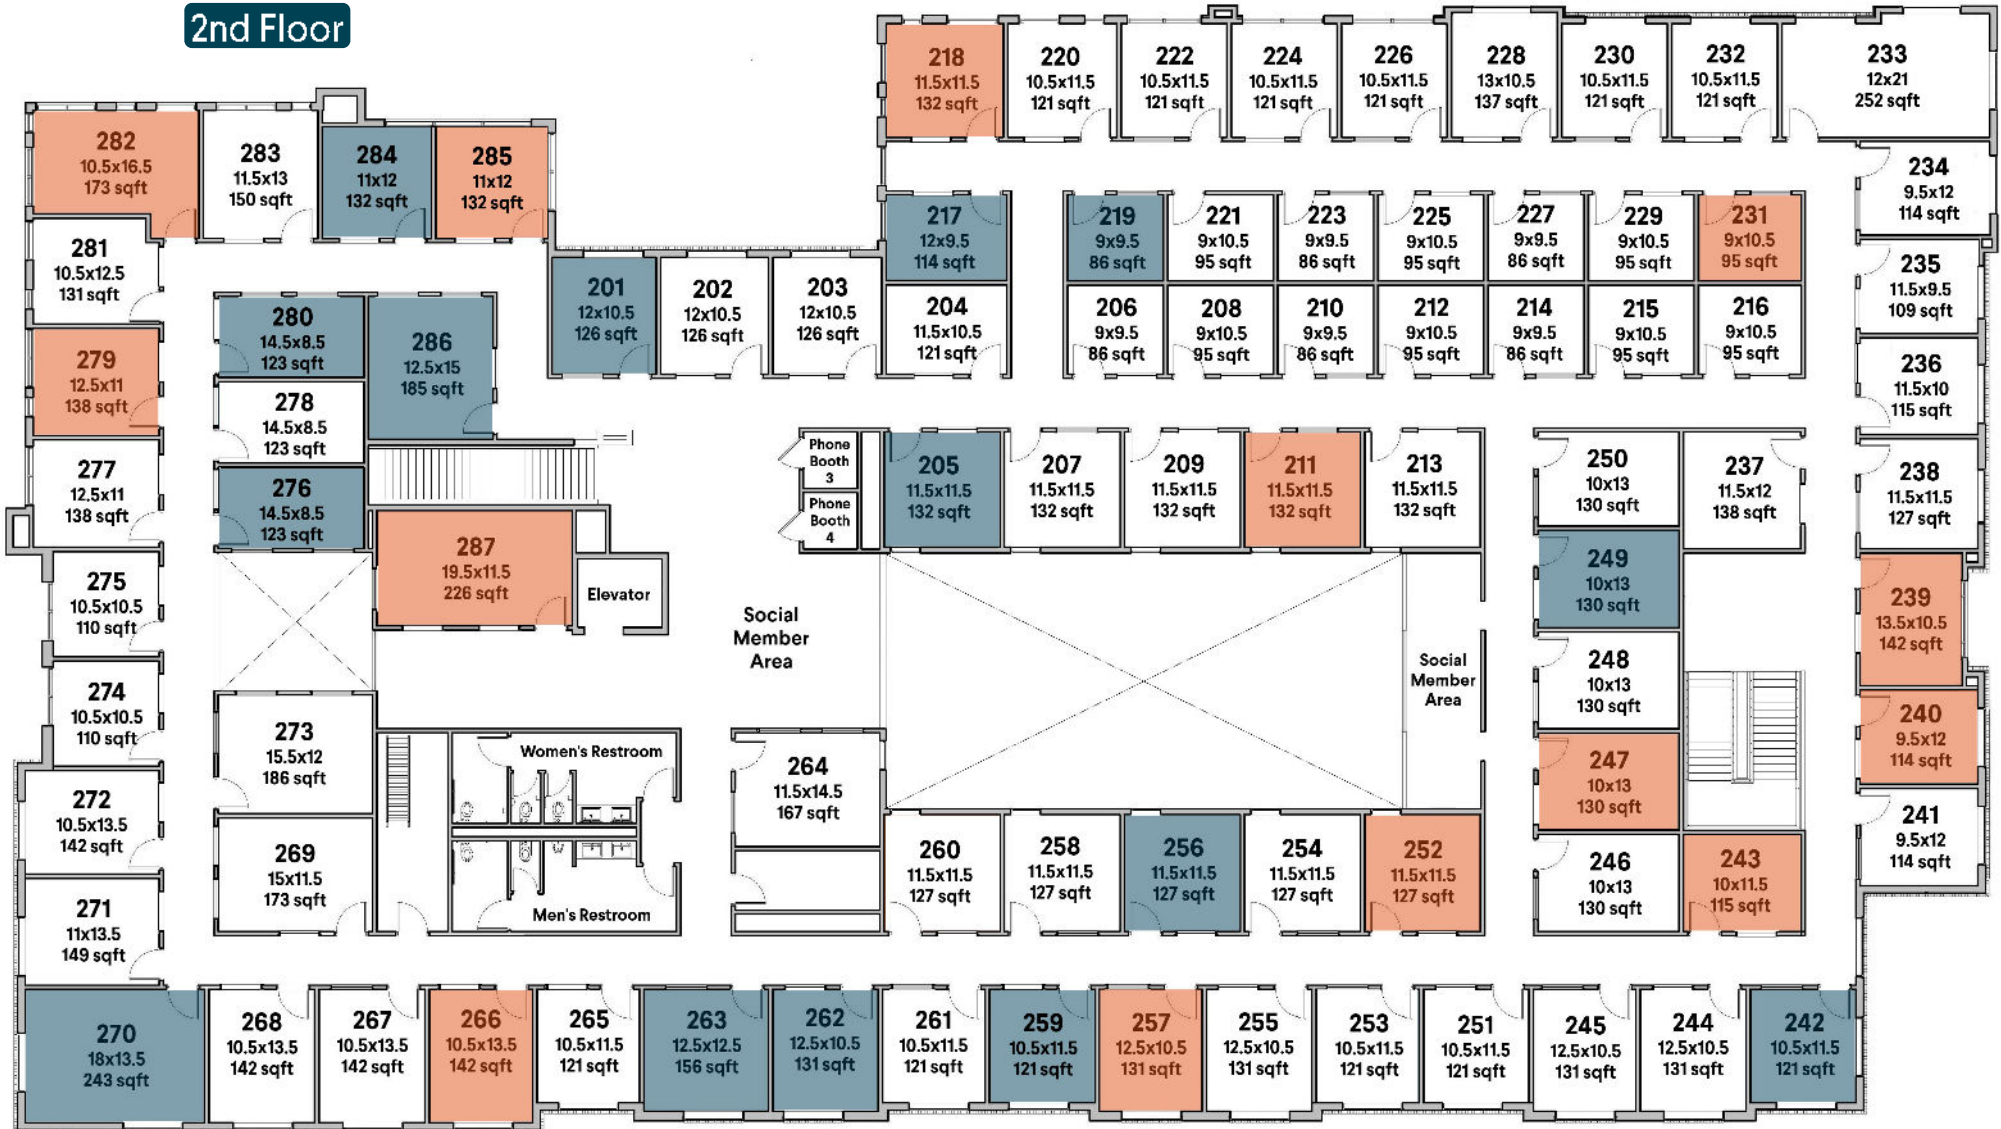 2nd Floor
218
11.5x11.5
132 sqft
220
10.5x11.5
121 sqft
222
10.5x11.5
121 sqft
224
10.5x11.5
121 sqft
226
10.5x11.5
121 sqft
228
13x10.5
137 sqft
230
10.5x11.5
121 sqft
232
10.5x11.5
121 sqft
233
12x21
252 sqft
282
10.5x16.5
173 sqft
283
11.5x13
150 sqft
284
11x12
132 sqft
285
11x12
132 sqft
234
9.5x12
114 sqft
217
12x9.5
114 sqft
219
9x9.5
86 sqft
221
9x10.5
95 sqft
223
9x9.5
86 sqft
225
9x10.5
95 sqft
227
9x9.5
86 sqft
229
9x10.5
95 sqft
231
9x10.5
95 sqft
281
10.5x12.5
131 sqft
235
11.5x9.5
109 sqft
201
12x10.5
126 sqft
202
12x10.5
126 sqft
203
12x10.5
126 sqft
204
11.5x10.5
121 sqft
206
9x9.5
86 sqft
208
9x10.5
95 sqft
210
9x9.5
86 sqft
212
9x10.5
95 sqft
214
9x9.5
86 sqft
215
9x10.5
95 sqft
216
9x10.5
95 sqft
280
14.5x8.5
123 sqft
286
12.5x15
185 sqft
279
12.5x11
138 sqft
236
11.5x10
115 sqft
278
14.5x8.5
123 sqft
277
12.5x11
138 sqft
276
14.5x8.5
123 sqft
Phone
Booth
3
Phone
Booth
4
205
11.5x11.5
132 sqft
207
11.5x11.5
132 sqft
209
11.5x11.5
132 sqft
211
11.5x11.5
132 sqft
213
11.5x11.5
132 sqft
250
10x13
130 sqft
237
11.5x12
138 sqft
238
11.5x11.5
127 sqft
287
19.5x11.5
226 sqft
Elevator
275
10.5x10.5
110 sqft
249
10x13
130 sqft
239
13.5x10.5
142 sqft
Social
Member
Area
Social
Member
Area
248
10x13
130 sqft
274
10.5x10.5
110 sqft
273
15.5x12
186 sqft
240
9.5x12
114 sqft
Women's Restroom
264
11.5x14.5
167 sqft
247
10x13
130 sqft
272
10.5x13.5
142 sqft
241
9.5x12
114 sqft
269
15x11.5
173 sqft
260
11.5x11.5
127 sqft
258
11.5x11.5
127 sqft
256
11.5x11.5
127 sqft
254
11.5x11.5
127 sqft
252
11.5x11.5
127 sqft
246
10x13
130 sqft
243
10x11.5
115 sqft
Men's Restroom
271
11x13.5
149 sqft
270
18x13.5
243 sqft
268
10.5x13.5
142 sqft
267
10.5x13.5
142 sqft
266
10.5x13.5
142 sqft
265
10.5x11.5
121 sqft
263
12.5x12.5
156 sqft
262
12.5x10.5
131 sqft
261
10.5x11.5
121 sqft
259
10.5x11.5
121 sqft
257
12.5x10.5
131 sqft
255
12.5x10.5
131 sqft
253
10.5x11.5
121 sqft
251
10.5x11.5
121 sqft
245
12.5x10.5
131 sqft
244
12.5x10.5
131 sqft
242
10.5x11.5
121 sqft